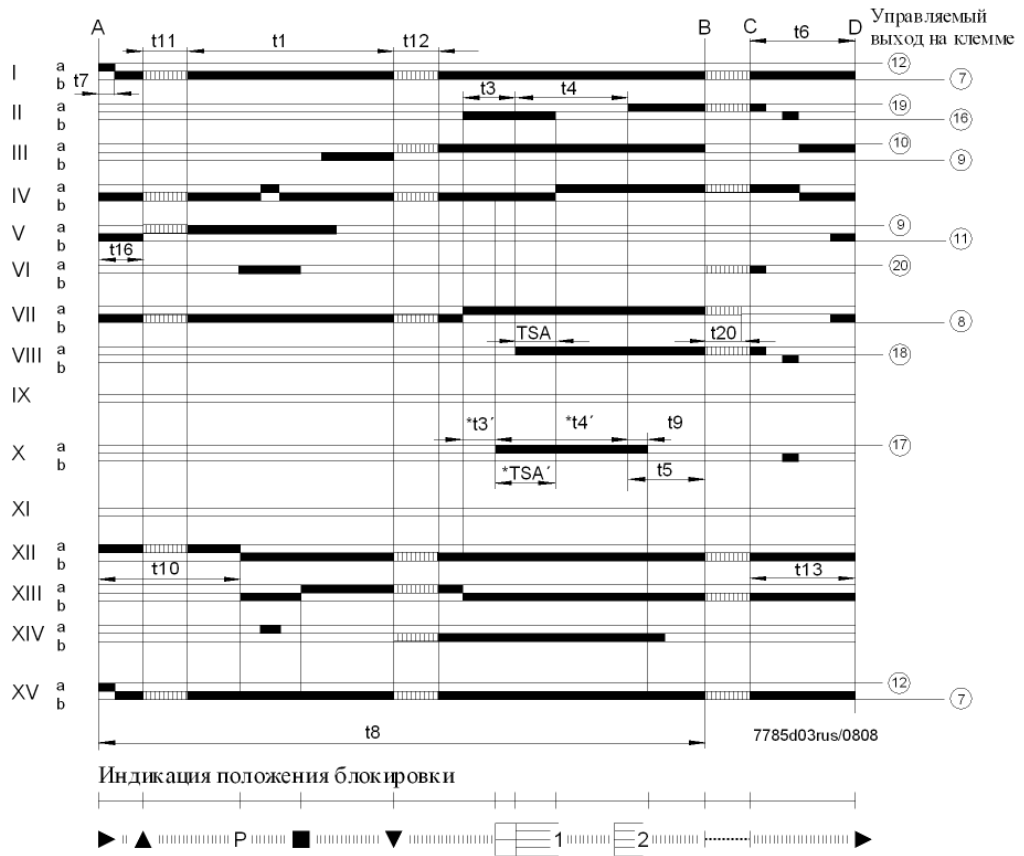 A B C D
Управляемый
выход на клемме
t11 t1 t12 t6
I a b t7 12 7
t3 t4
II a b 19 16
III a b 10 9
IV a b
V a b 9 11
t16
VI a b 20
VII a b 8
TSA t20
VIII a b 18
IX
*t3´ *t4´ t9
X a b 17
*TSA´ t5
XI
XII a b
t10 t13
XIII a b
XIV a b
XV a b 12 7
t8
7785d03rus/0808
Индикация положения блокировки
P 1 2